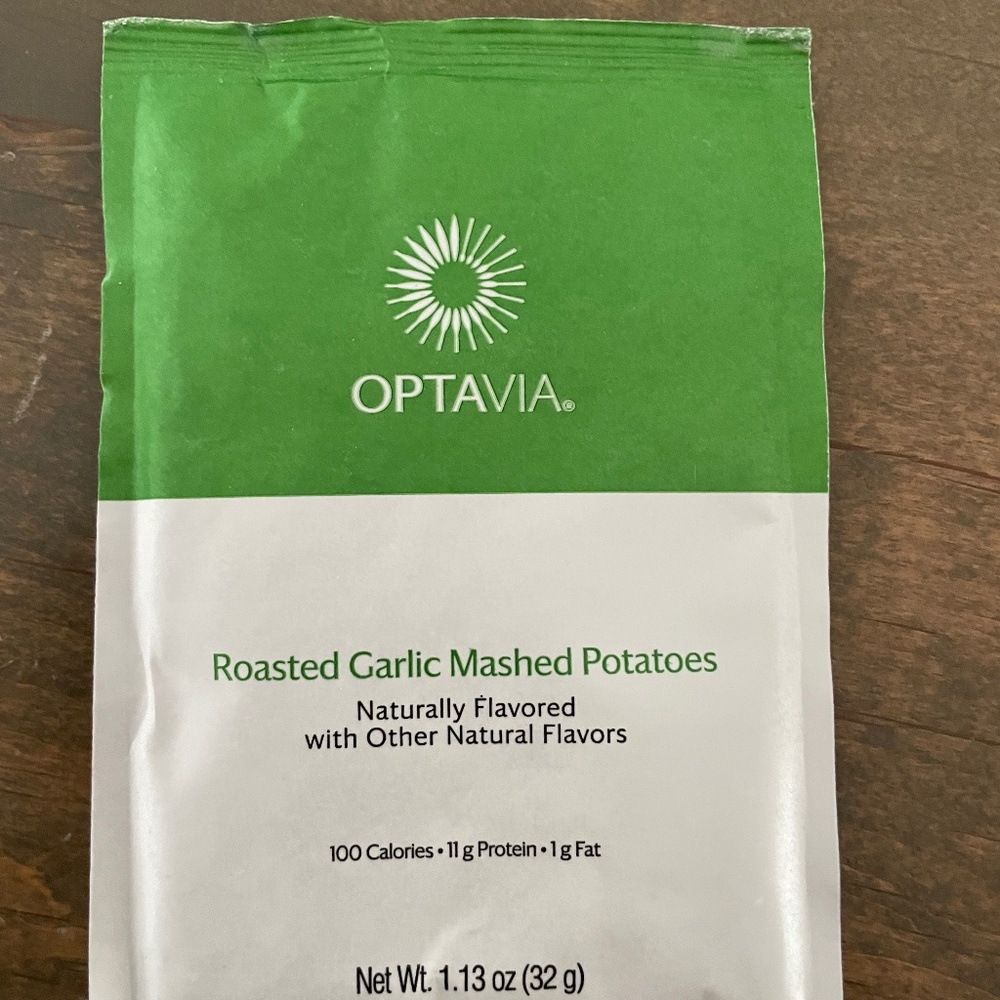 OPTAVIA®
Roasted Garlic Mashed Potatoes
Naturally Flavored
with Other Natural Flavors
100 Calories • 11 g Protein • 1 g Fat
Net Wt. 1.13 oz (32 g)